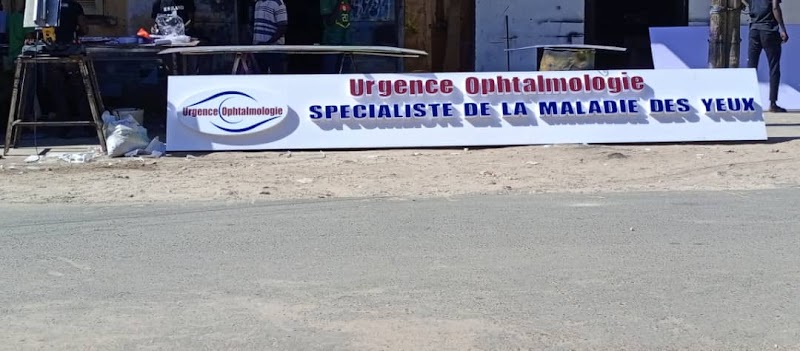 Urgence Ophtalmologie
Urgence Ophtalmologie
SPECIALISTE DE LA MALADIE DES YEUX